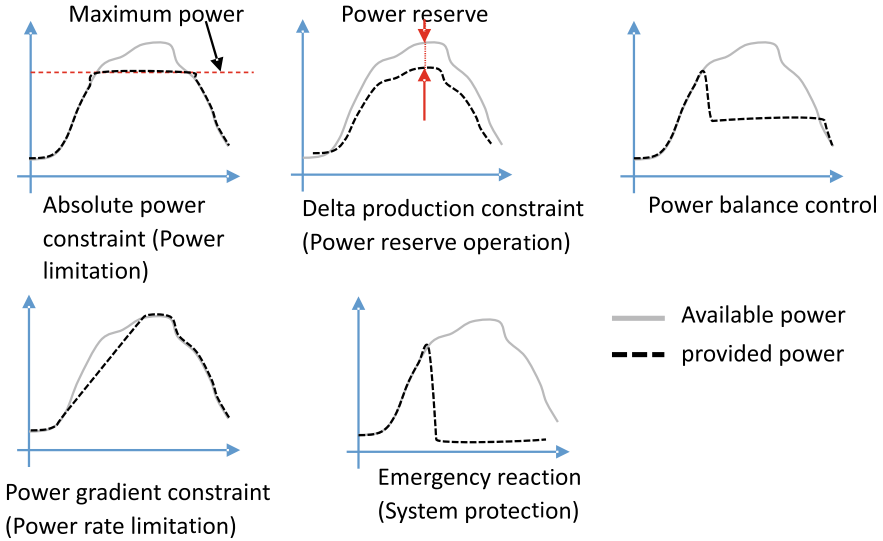 Maximum power
Power reserve
Absolute power
constraint (Power
limitation)
Delta production constraint
(Power reserve operation)
Power balance control
Available power
provided power
Power gradient constraint
(Power rate limitation)
Emergency reaction
(System protection)